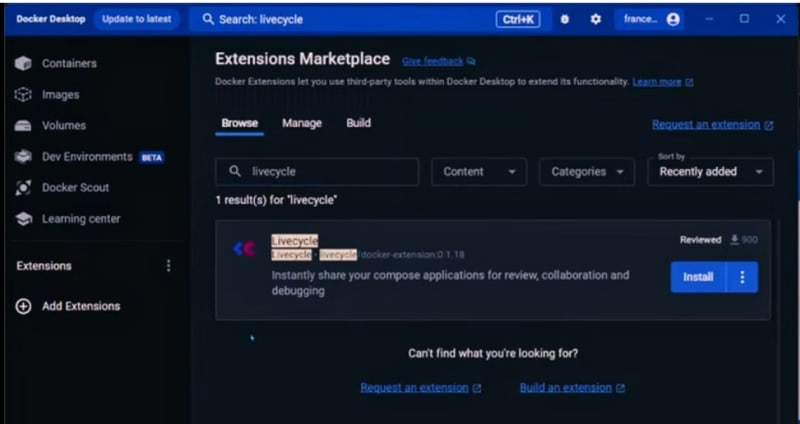 Docker Desktop Update to latest Search: livecycle Ctrl+K france...
Containers
Images
Volumes
Dev Environments BETA
Docker Scout
Learning center
Extensions
Add Extensions
Extensions Marketplace Give feedback
Docker Extensions let you use third-party tools within Docker Desktop to extend its functionality. Learn more
Browse Manage Build Request an extension
livecycle Content Categories Sort by Recently added
1 result(s) for "livecycle"
Livecycle Reviewed 900
Livecycle - livecycle/docker-extension:0.1.18
Instantly share your compose applications for review, collaboration and
debugging
Install
Can't find what you're looking for?
Request an extension Build an extension